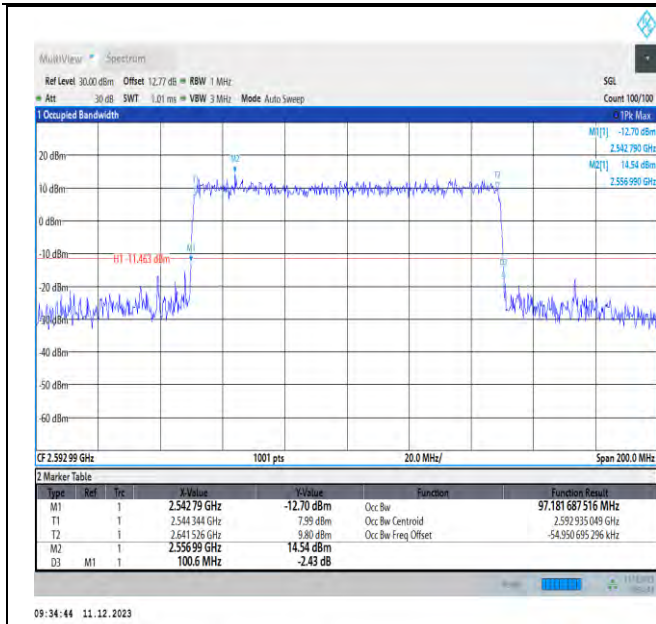 MultiView Spectrum
Ref Level 30.00 dBm Offset 12.77 dB RBW 1 MHz SGL
Att 30 dB SWT 1.01 ms VBW 3 MHz Mode Auto Sweep Count 100/100
1 Occupied Bandwidth 1Pk Max
M1[1] -12.70 dBm
2.542 790 GHz
M2[1] 14.54 dBm
2.556 990 GHz
20 dBm
M2
T1
T2
10 dBm
0 dBm
M1
-10 dBm
H1 -11.463 dBm
D3
-20 dBm
-30 dBm
-40 dBm
-50 dBm
-60 dBm
CF 2.592 99 GHz 1001 pts 20.0 MHz/ Span 200.0 MHz
2 Marker Table
Type Ref Trc X-Value Y-Value Function Function Result
M1 1 2.542 79 GHz -12.70 dBm Occ Bw 97.181 687 516 MHz
T1 1 2.544 344 GHz 7.99 dBm Occ Bw Centroid 2.592 935 049 GHz
T2 1 2.641 526 GHz 9.80 dBm Occ Bw Freq Offset -54.950 695 296 kHz
M2 1 2.556 99 GHz 14.54 dBm
D3 M1 1 100.6 MHz -2.43 dB
09:34:44 11.12.2023